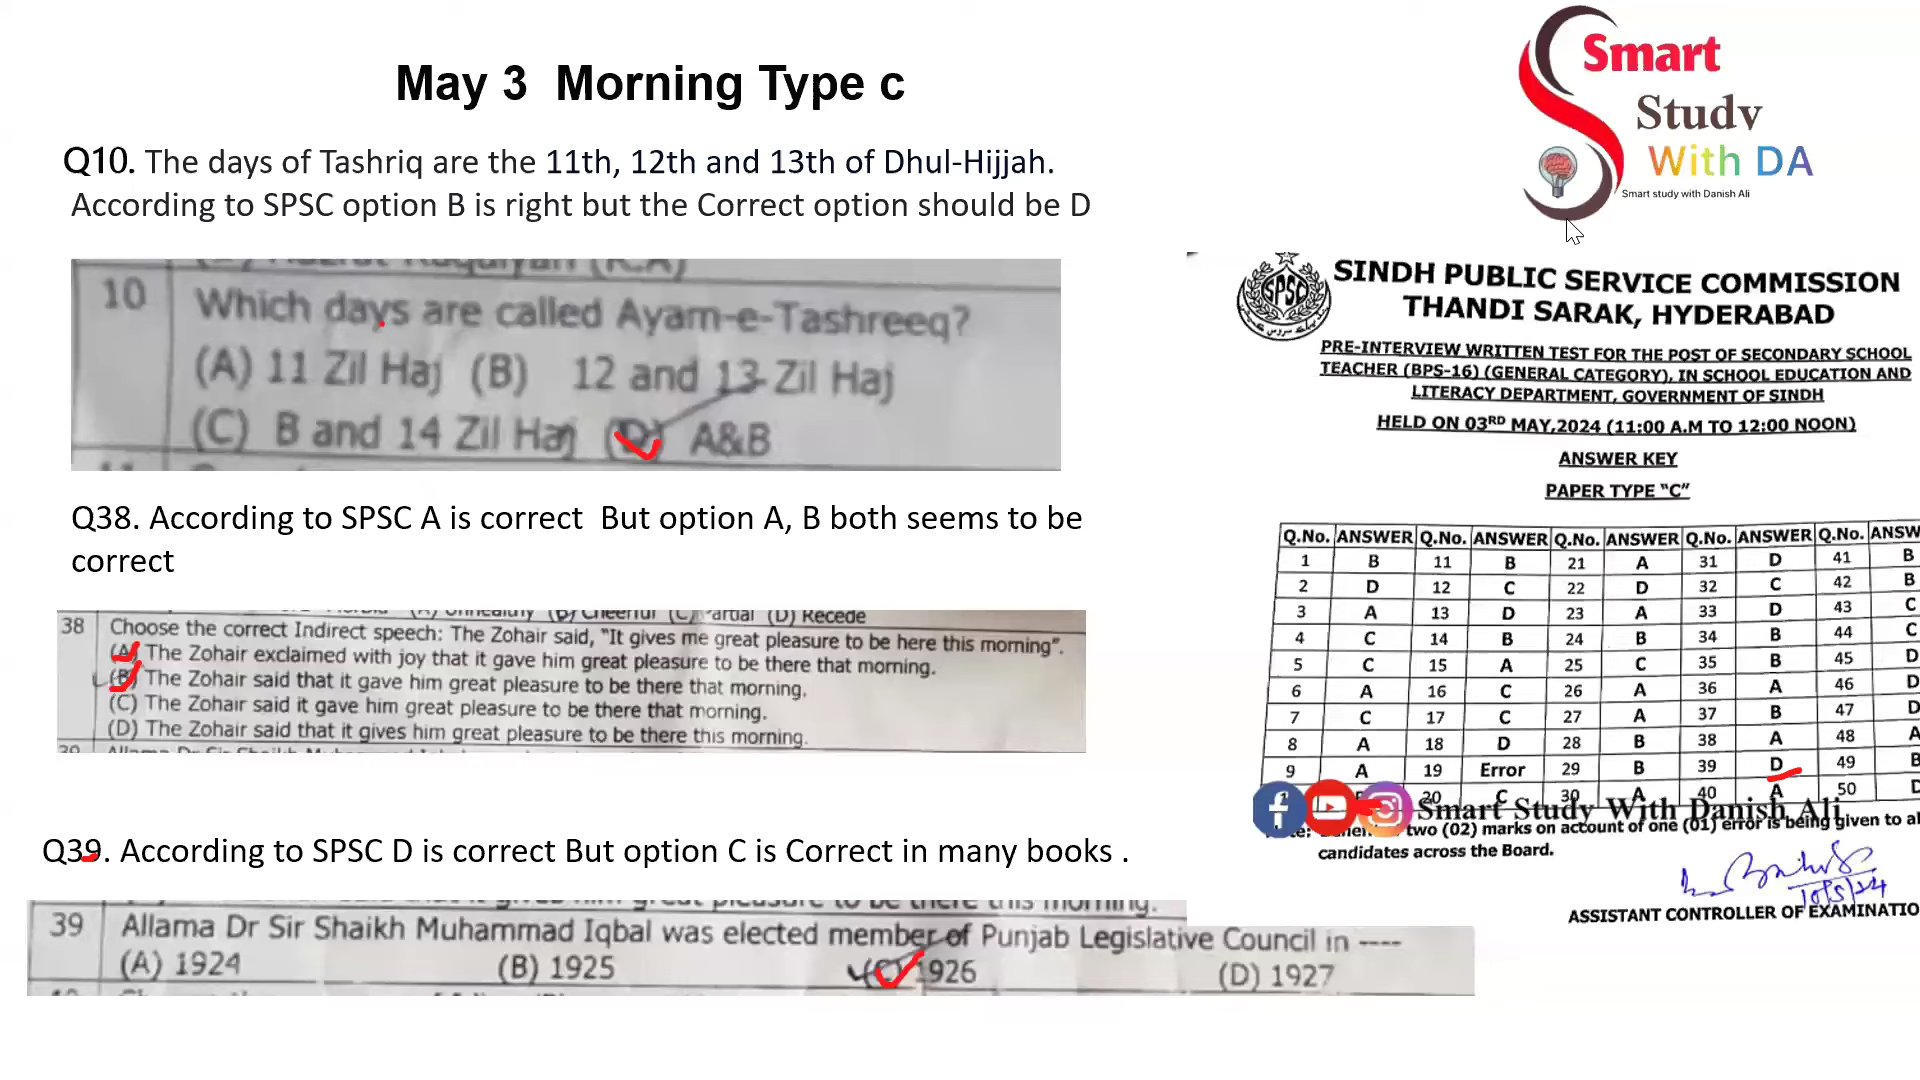 May 3 Morning Type c
Smart
Study
With DA
Smart study with Danish Ali
Q10. The days of Tashriq are the 11th, 12th and 13th of Dhul-Hijjah.
According to SPSC option B is right but the Correct option should be D
10 Which days are called Ayam-e-Tashreeq?
(A) 11 Zil Haj (B) 12 and 13 Zil Haj
(C) B and 14 Zil Haj (D) A&B
Q38. According to SPSC A is correct But option A, B both seems to be
correct
(A) Unhealthy (B) Cheerful (C) Partial (D) Recede
38 Choose the correct Indirect speech: The Zohair said, "It gives me great pleasure to be here this morning".
(A) The Zohair exclaimed with joy that it gave him great pleasure to be there that morning.
(B) The Zohair said that it gave him great pleasure to be there that morning.
(C) The Zohair said it gave him great pleasure to be there that morning.
(D) The Zohair said that it gives him great pleasure to be there this morning.
Q39. According to SPSC D is correct But option C is Correct in many books .
great pleasure to be there this morning.
39 Allama Dr Sir Shaikh Muhammad Iqbal was elected member of Punjab Legislative Council in ----
(A) 1924 (B) 1925 (C) 1926 (D) 1927
SPSC
SINDH PUBLIC SERVICE COMMISSION
THANDI SARAK, HYDERABAD
PRE-INTERVIEW WRITTEN TEST FOR THE POST OF SECONDARY SCHOOL
TEACHER (BPS-16) (GENERAL CATEGORY), IN SCHOOL EDUCATION AND
LITERACY DEPARTMENT, GOVERNMENT OF SINDH
HELD ON 03RD MAY,2024 (11:00 A.M TO 12:00 NOON)
ANSWER KEY
PAPER TYPE "C"
Q.No. ANSWER Q.No. ANSWER Q.No. ANSWER Q.No. ANSWER Q.No. ANSW
1 B 11 B 21 A 31 D 41 B
2 D 12 C 22 D 32 C 42 B
3 A 13 D 23 A 33 D 43 C
4 C 14 B 24 B 34 B 44 C
5 C 15 A 25 C 35 B 45 D
6 A 16 C 26 A 36 A 46 D
7 C 17 C 27 A 37 B 47 D
8 A 18 D 28 B 38 A 48 A
9 A 19 Error 29 B 39 D 49 B
20 C 30 A 40 A 50 D
Smart Study With Danish Ali
two (02) marks on account of one (01) error is being given to al
candidates across the Board.
10/5/24
ASSISTANT CONTROLLER OF EXAMINATIO